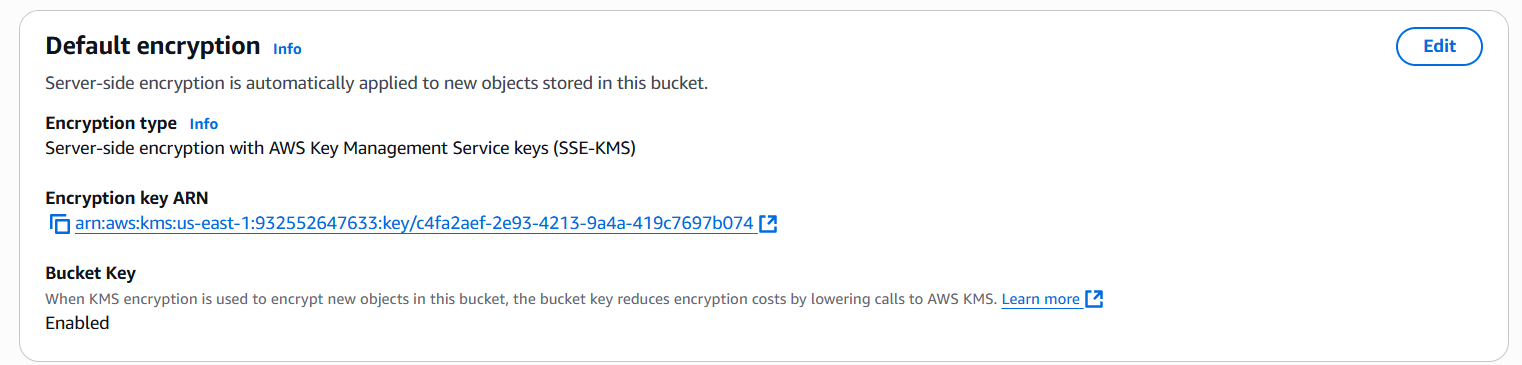 Default encryption Info
Edit
Server-side encryption is automatically applied to new objects stored in this bucket.
Encryption type Info
Server-side encryption with AWS Key Management Service keys (SSE-KMS)
Encryption key ARN
arn:aws:kms:us-east-1:932552647633:key/c4fa2aef-2e93-4213-9a4a-419c7697b074
Bucket Key
When KMS encryption is used to encrypt new objects in this bucket, the bucket key reduces encryption costs by lowering calls to AWS KMS. Learn more
Enabled